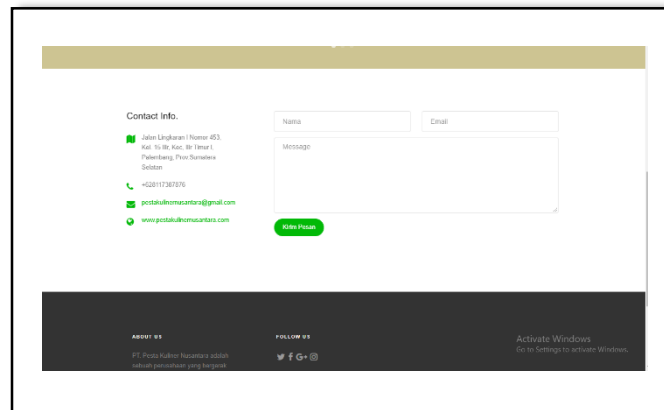 Contact Info.
Jalan Lingkaran I Nomor 453,
Kel. 15 Ilir, Kec. Ilir Timur I,
Palembang, Prov.Sumatera
Selatan
+628117387876
pestakulinernusantara@gmail.com
www.pestakulinernusantara.com
Nama
Email
Message
Kirim Pesan
ABOUT US
PT. Pesta Kuliner Nusantara adalah
sebuah perusahaan yang bergerak
FOLLOW US
Activate Windows
Go to Settings to activate Windows.